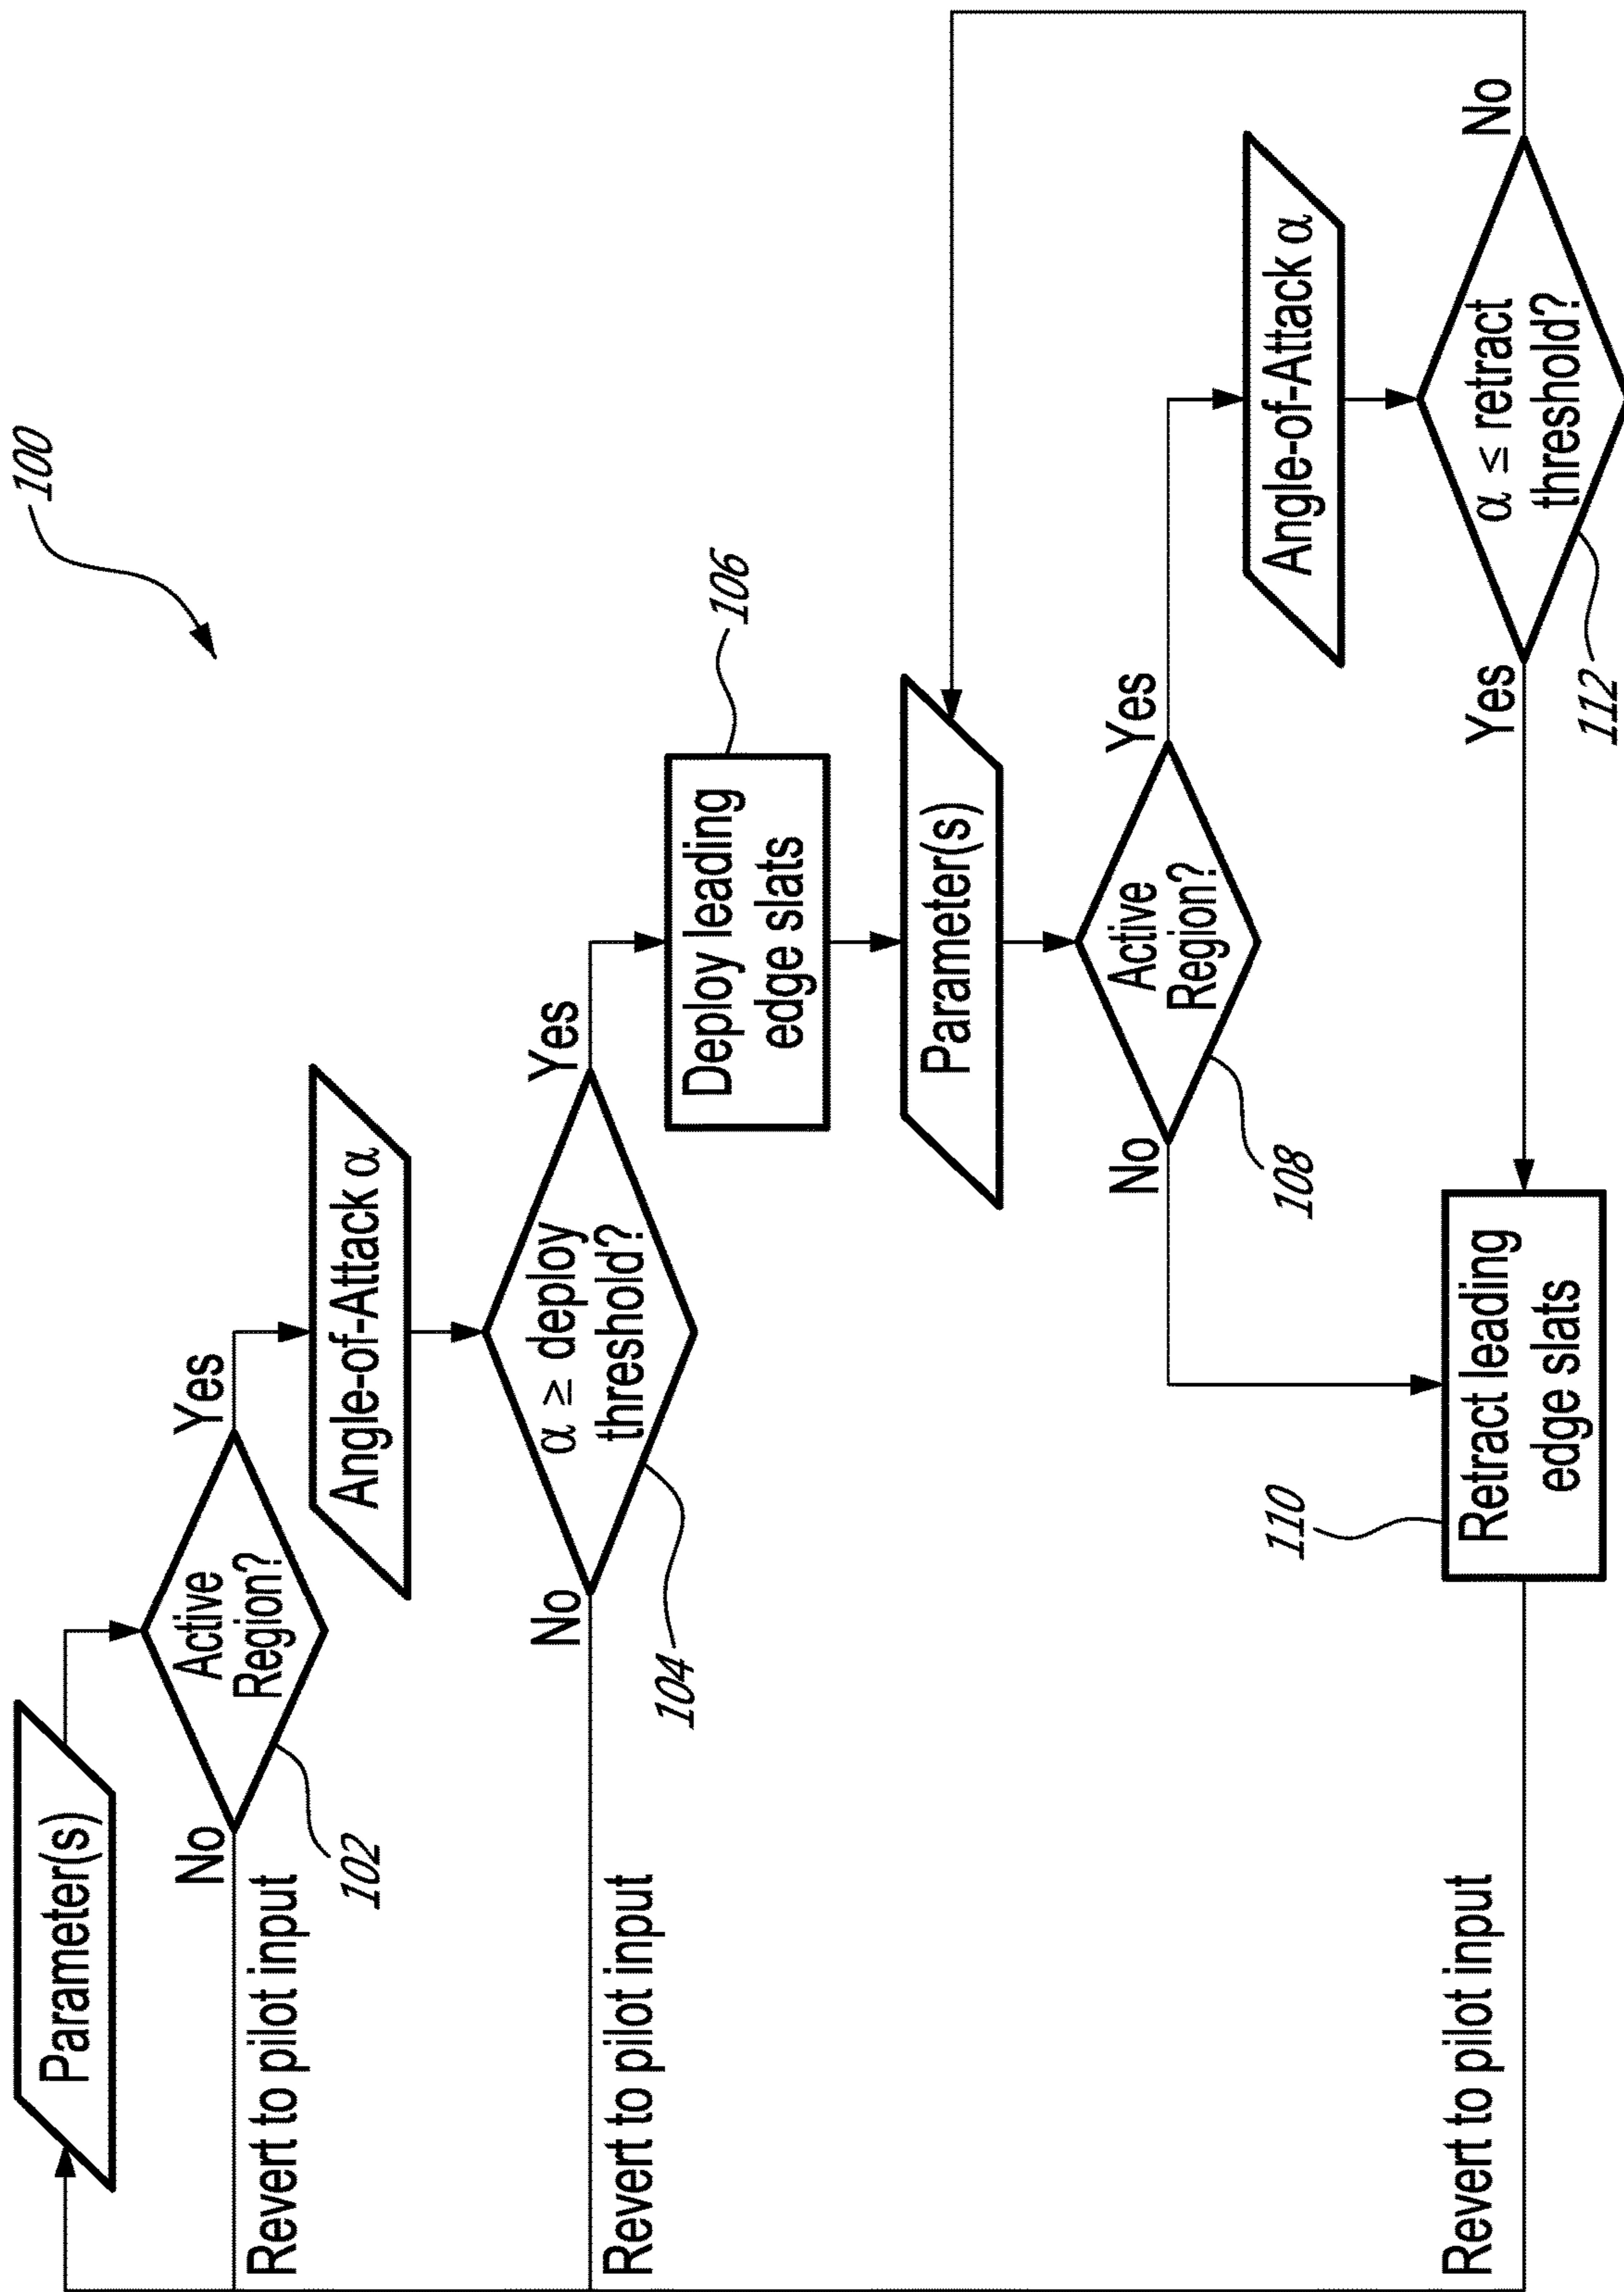 100
Parameter(s)
Active
Region?
No
Yes
102
Revert to pilot input
Angle-of-Attack α
α ≥ deploy
threshold?
No
Yes
104
Revert to pilot input
Deploy leading
edge slats
106
Parameter(s)
Active
Region?
No
Yes
108
Angle-of-Attack α
α ≤ retract
threshold?
Yes
No
112
Retract leading
edge slats
110
Revert to pilot input